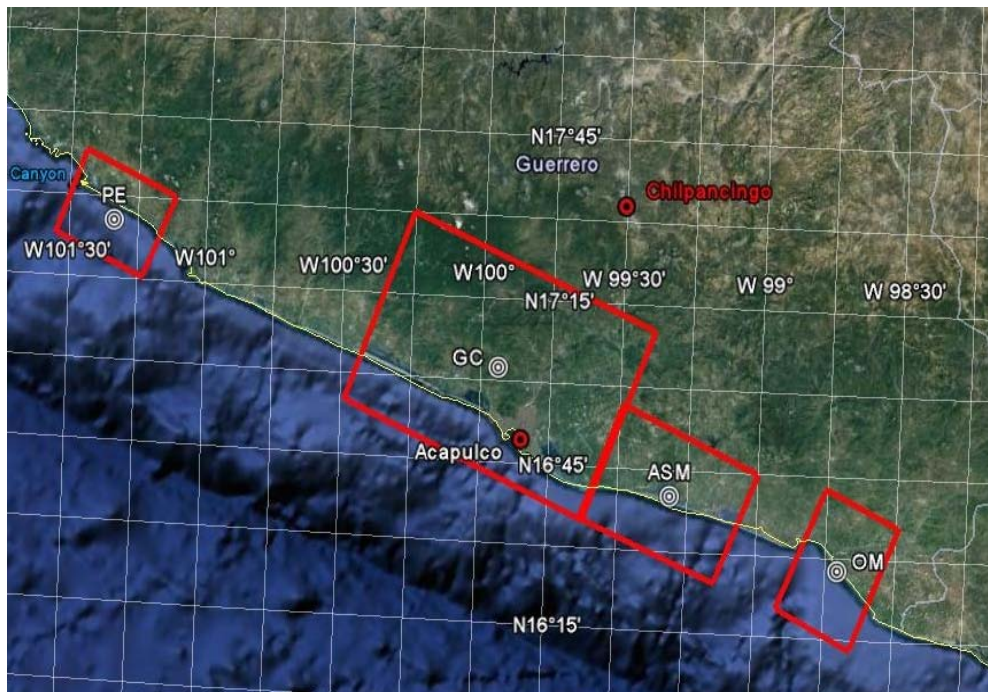 N17°45'
Guerrero
Canyon
Chilpancingo
PE
W101°30'
W101°
W100°30'
W100°
W 99°30'
W 99°
W 98°30'
N17°15'
GC
Acapulco
N16°45'
ASM
OM
N16°15'